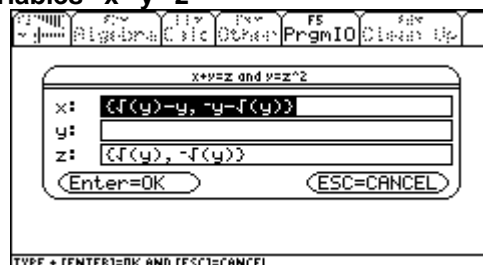 Algebra Calc Other PrgmIO Clean Up
F5
x+y=z and y=z^2
x: {√(y)-y, -y-√(y)}
y:
z: {√(y), -√(y)}
Enter=OK ESC=CANCEL
TYPE + [ENTER]=OK AND [ESC]=CANCEL